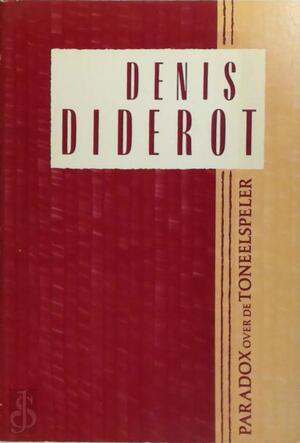 DENIS
DIDEROT
PARADOX OVER DE TONEELSPELER